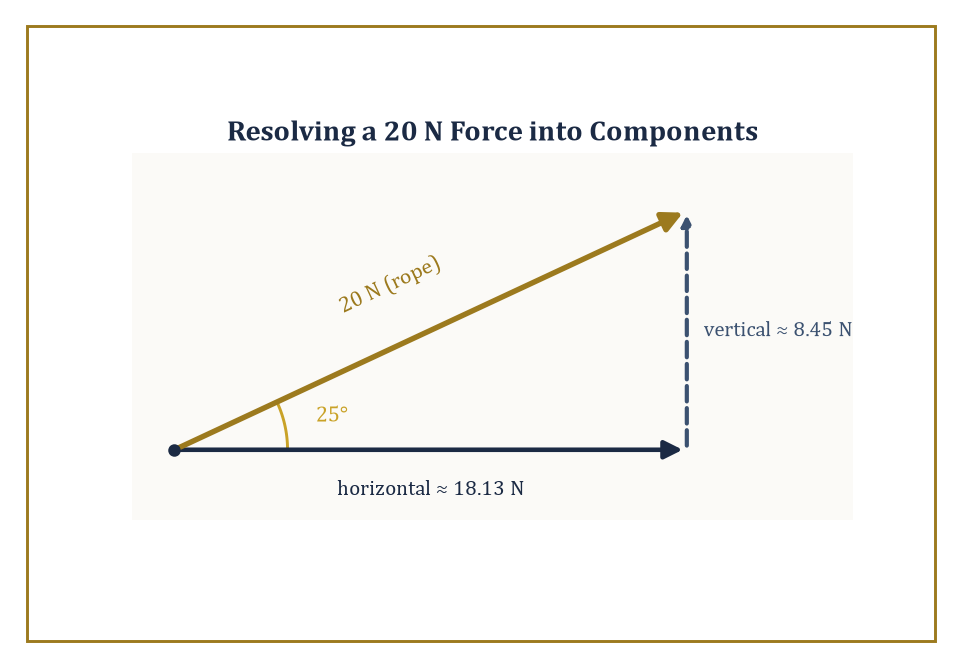 Resolving a 20 N Force into Components
20 N (rope)
vertical ≈ 8.45 N
25°
horizontal ≈ 18.13 N